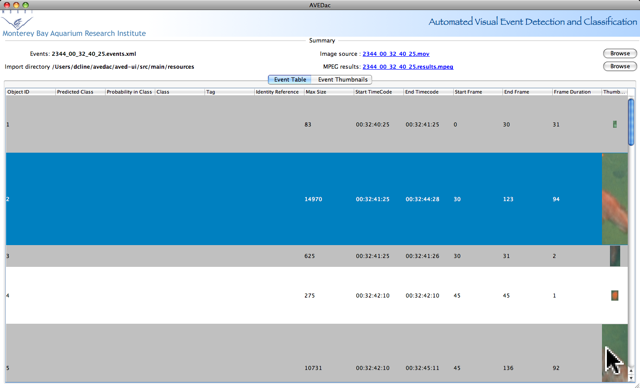 AVEDac
MBARI
Monterey Bay Aquarium Research Institute
Automated Visual Event Detection and Classification
Summary
Events: 2344_00_32_40_25.events.xml
Image source : 2344_00_32_40_25.mov
Browse
Import directory /Users/dcline/avedac/aved-ui/src/main/resources
MPEG results: 2344_00_32_40_25.results.mpeg
Browse
Event Table Event Thumbnails
Object ID Predicted Class Probability in Class Class Tag Identity Reference Max Size Start TimeCode End Timecode Start Frame End Frame Frame Duration Thumb...
1 83 00:32:40:25 00:32:41:25 0 30 31
2 14970 00:32:41:25 00:32:44:28 30 123 94
3 625 00:32:41:25 00:32:41:26 30 31 2
4 275 00:32:42:10 00:32:42:10 45 45 1
5 10731 00:32:42:10 00:32:45:11 45 136 92